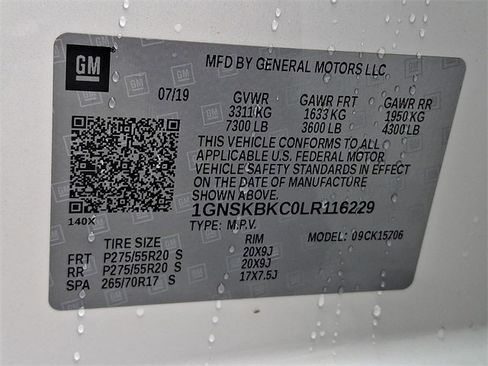 GM
MFD BY GENERAL MOTORS LLC
07/19 GVWR GAWR FRT GAWR RR
3311KG 1633 KG 1950 KG
7300 LB 3600 LB 4300 LB
THIS VEHICLE CONFORMS TO ALL
APPLICABLE U.S. FEDERAL MOTOR
VEHICLE SAFETY STANDARDS IN EFFECT
ON THE DATE OF MANUFACTURE
1GNSKBKC0LR116229
140X TYPE: M.P.V. MODEL: 09CK15706
TIRE SIZE RIM
FRT P275/55R20 S 20X9J
RR P275/55R20 S 20X9J
SPA 265/70R17 S 17X7.5J